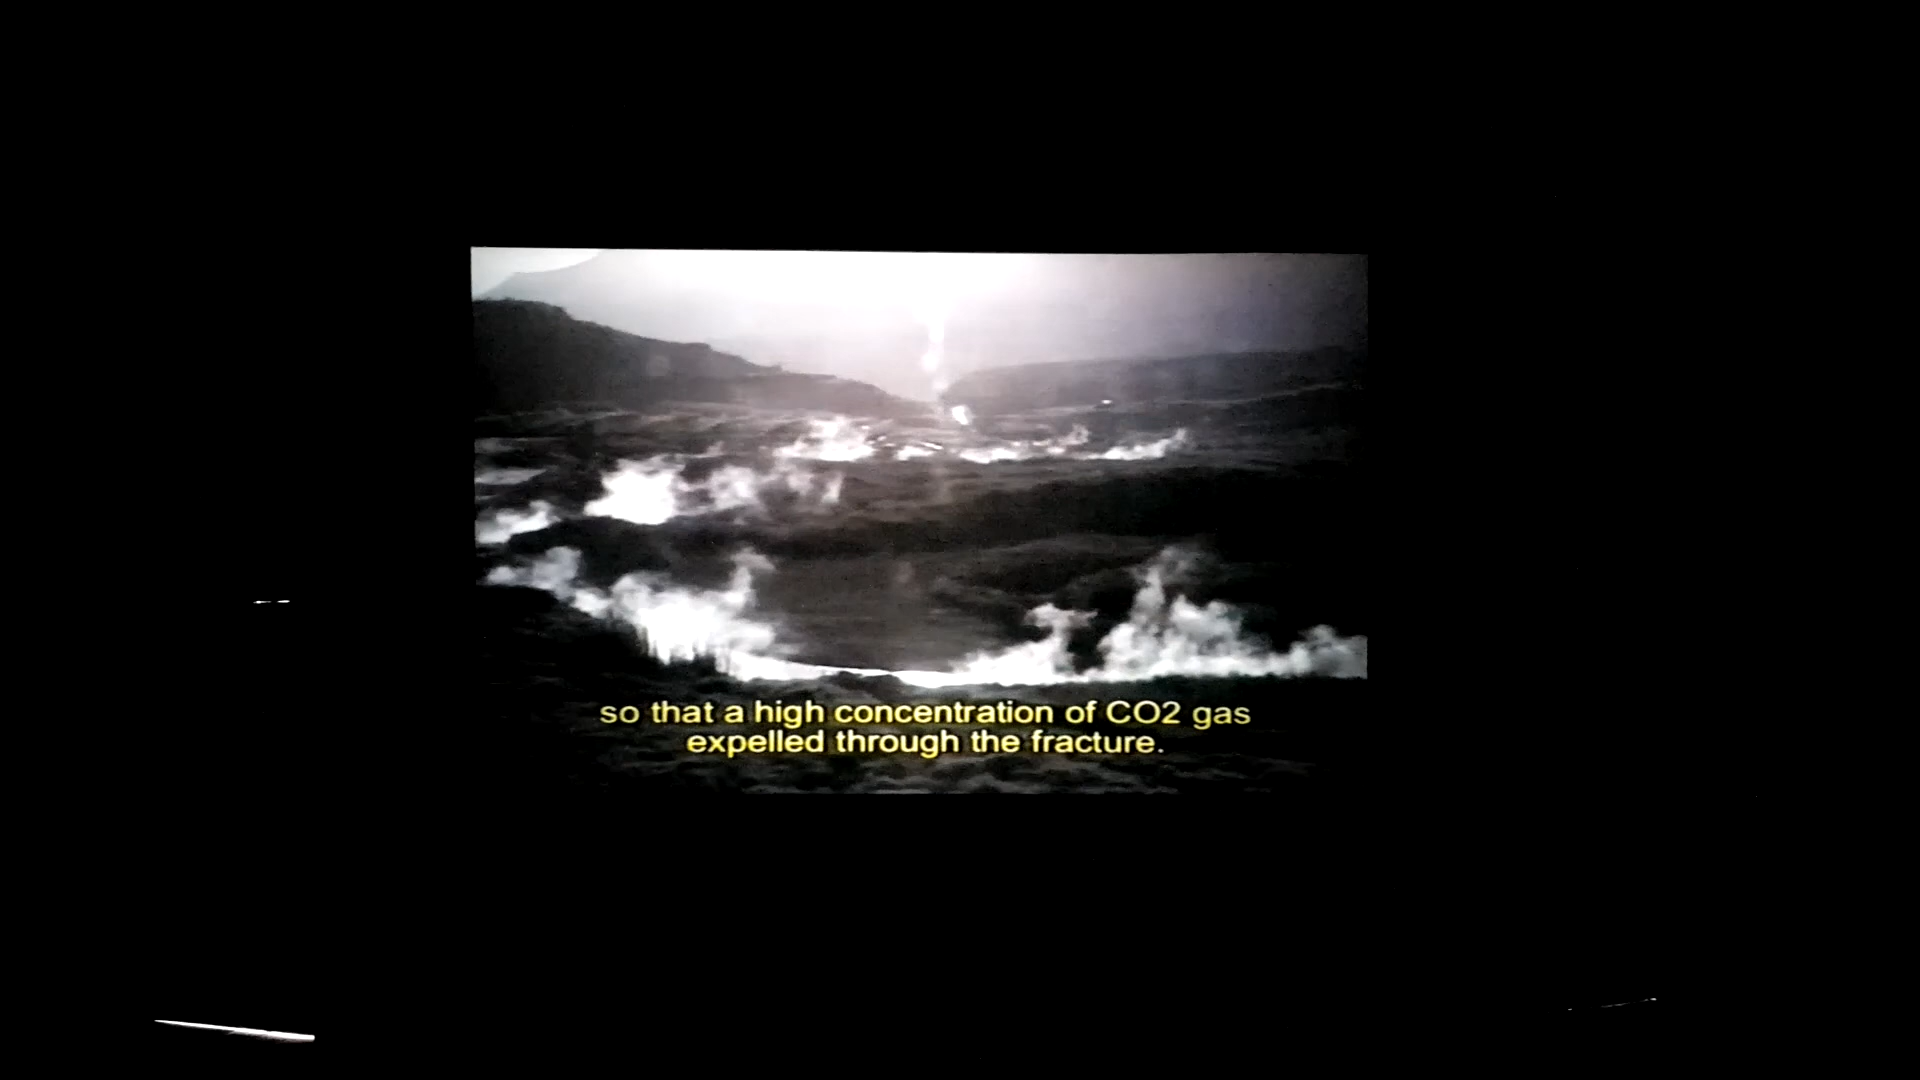 so that a high concentration of CO2 gas
expelled through the fracture.